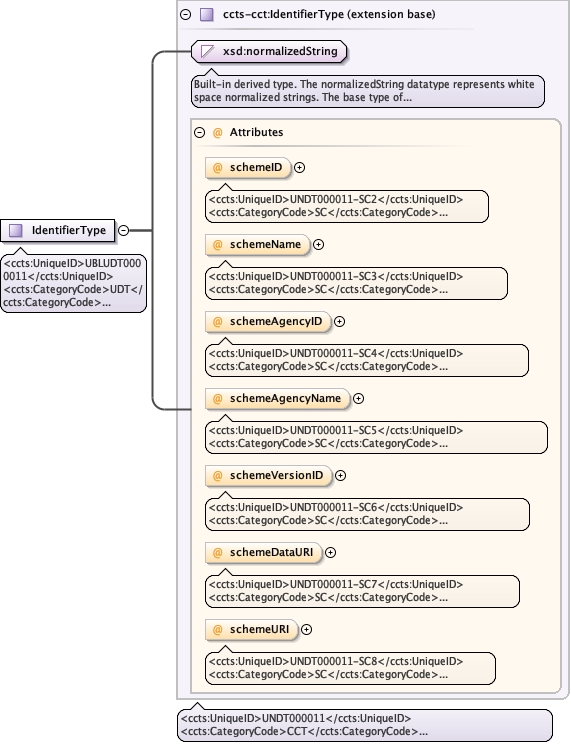 ccts-cct:IdentifierType (extension base)
xsd:normalizedString
Built-in derived type. The normalizedString datatype represents white
space normalized strings. The base type of...
@ Attributes
@ schemeID
<ccts:UniqueID>UNDT000011-SC2</ccts:UniqueID>
<ccts:CategoryCode>SC</ccts:CategoryCode>...
@ schemeName
<ccts:UniqueID>UNDT000011-SC3</ccts:UniqueID>
<ccts:CategoryCode>SC</ccts:CategoryCode>...
IdentifierType
<ccts:UniqueID>UBLUDT000
0011</ccts:UniqueID>
<ccts:CategoryCode>UDT</
ccts:CategoryCode>...
@ schemeAgencyID
<ccts:UniqueID>UNDT000011-SC4</ccts:UniqueID>
<ccts:CategoryCode>SC</ccts:CategoryCode>...
@ schemeAgencyName
<ccts:UniqueID>UNDT000011-SC5</ccts:UniqueID>
<ccts:CategoryCode>SC</ccts:CategoryCode>...
@ schemeVersionID
<ccts:UniqueID>UNDT000011-SC6</ccts:UniqueID>
<ccts:CategoryCode>SC</ccts:CategoryCode>...
@ schemeDataURI
<ccts:UniqueID>UNDT000011-SC7</ccts:UniqueID>
<ccts:CategoryCode>SC</ccts:CategoryCode>...
@ schemeURI
<ccts:UniqueID>UNDT000011-SC8</ccts:UniqueID>
<ccts:CategoryCode>SC</ccts:CategoryCode>...
<ccts:UniqueID>UNDT000011</ccts:UniqueID>
<ccts:CategoryCode>CCT</ccts:CategoryCode>...